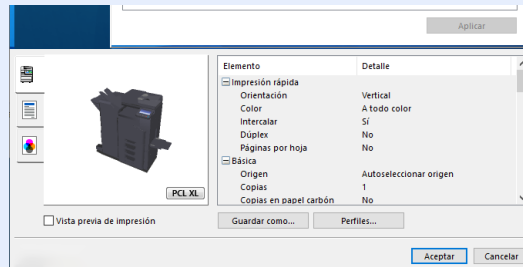 Aplicar
Elemento Detalle
Impresión rápida
Orientación Vertical
Color A todo color
Intercalar Sí
Dúplex No
Páginas por hoja No
Básica
Origen Autoseleccionar origen
Copias 1
Copias en papel carbón No
PCL XL
Vista previa de impresión
Guardar como... Perfiles...
Aceptar Cancelar